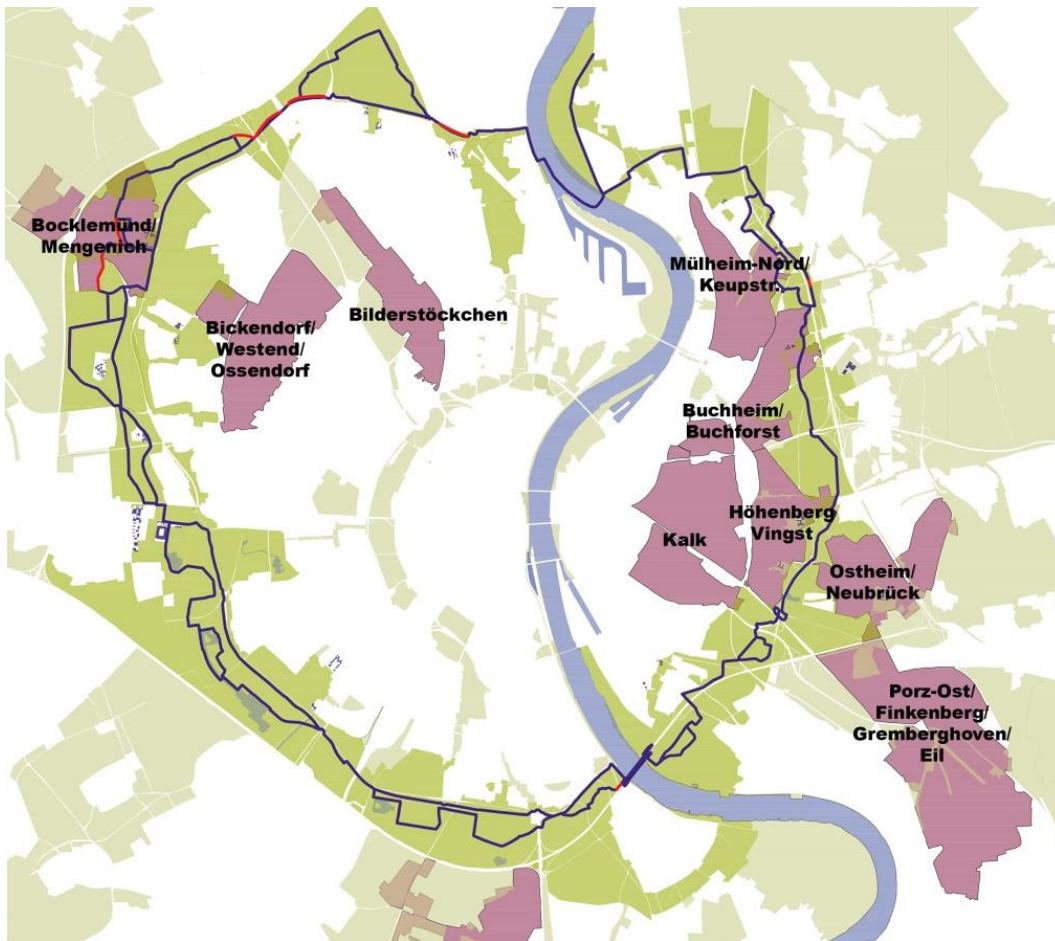 Bocklemünd/
Mengenich
Bickendorf/
Westend/
Ossendorf
Bilderstöckchen
Mülheim-Nord/
Keupstr.
Buchheim/
Buchforst
Kalk
Höhenberg/
Vingst
Ostheim/
Neubrück
Porz-Ost/
Finkenberg/
Gremberghoven/
Eil